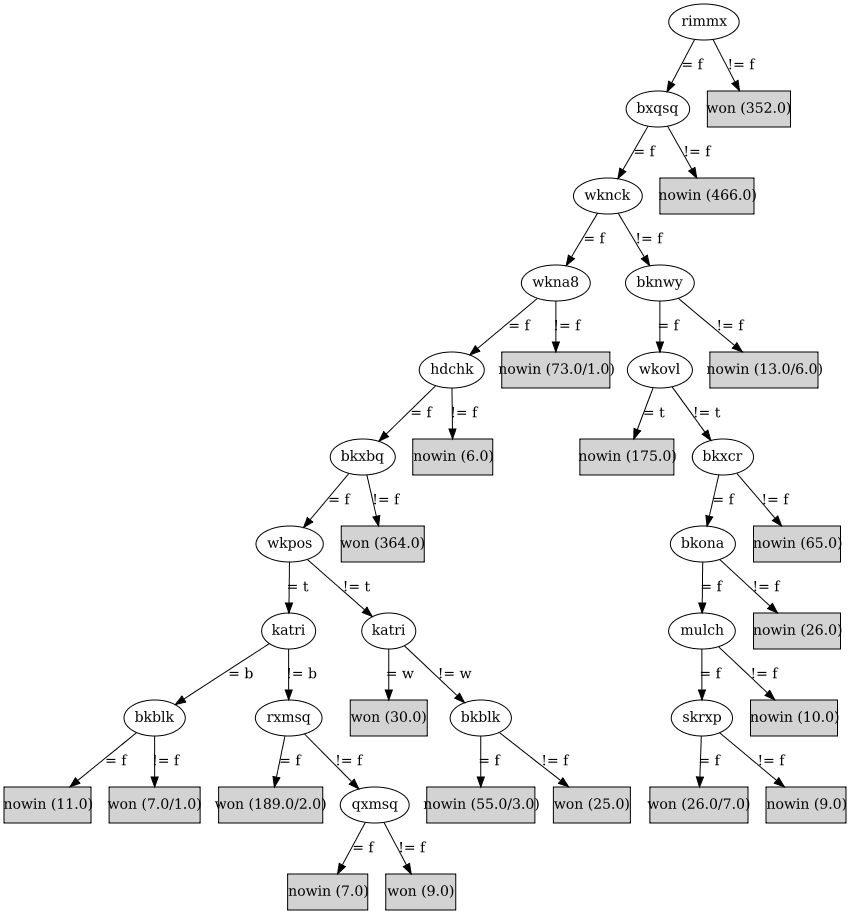 rimmx
= f
!= f
bxqsq
won (352.0)
= f
!= f
wknck
nowin (466.0)
= f
!= f
wkna8
bknwy
= f
!= f
= f
!= f
hdchk
nowin (73.0/1.0)
wkovl
nowin (13.0/6.0)
= f
!= f
= t
!= t
bkxbq
nowin (6.0)
nowin (175.0)
bkxcr
= f
!= f
= f
!= f
wkpos
won (364.0)
bkona
nowin (65.0)
= t
!= t
= f
!= f
katri
katri
mulch
nowin (26.0)
= b
!= b
= w
!= w
= f
!= f
bkblk
rxmsq
won (30.0)
bkblk
skrxp
nowin (10.0)
= f
!= f
= f
!= f
= f
!= f
= f
!= f
nowin (11.0)
won (7.0/1.0)
won (189.0/2.0)
qxmsq
nowin (55.0/3.0)
won (25.0)
won (26.0/7.0)
nowin (9.0)
= f
!= f
nowin (7.0)
won (9.0)